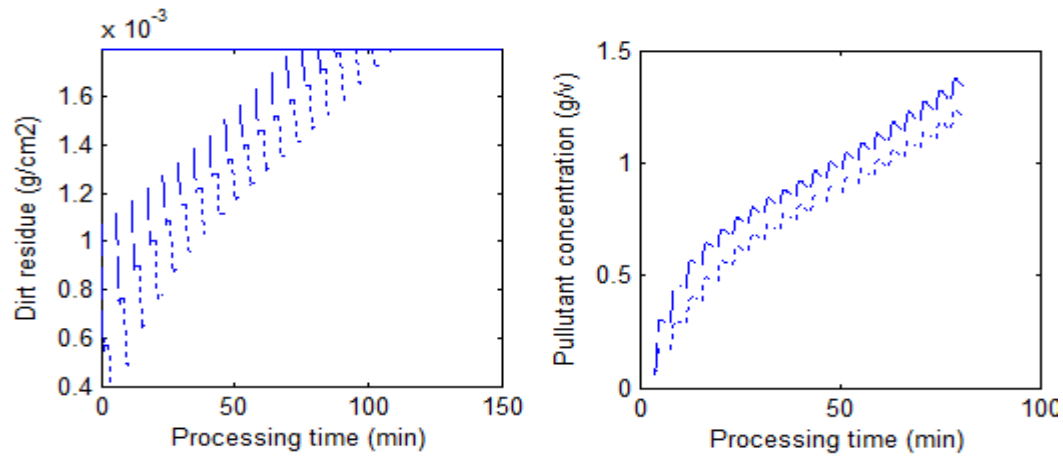 x 10^-3
1.6
1.4
1.2
1
0.8
0.6
0.4
Dirt residue (g/cm2)
0 50 100 150
Processing time (min)
1.5
1
0.5
0
Pullutant concentration (g/v)
0 50 100
Processing time (min)